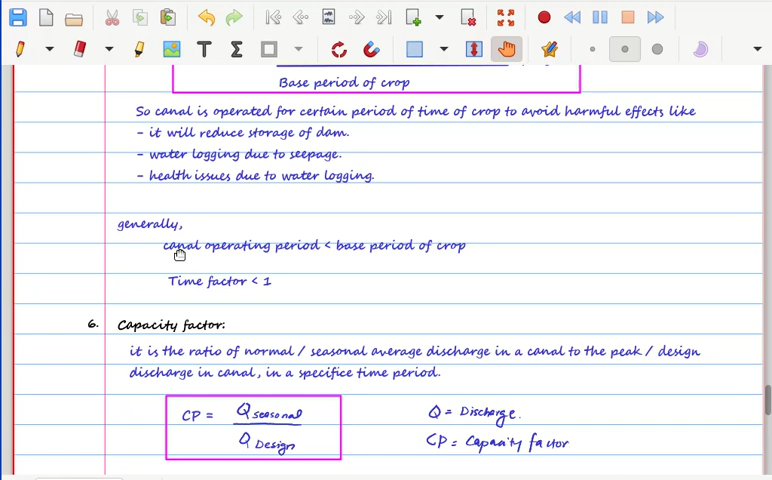 Base period of crop
So canal is operated for certain period of time of crop to avoid harmful effects like
- it will reduce storage of dam.
- water logging due to seepage.
- health issues due to water logging.
generally,
canal operating period < base period of crop
Time factor < 1
6. Capacity factor:
it is the ratio of normal / seasonal average discharge in a canal to the peak / design
discharge in canal, in a specifice time period.
CP = Q seasonal / Q Design
Q = Discharge.
CP = Capacity factor